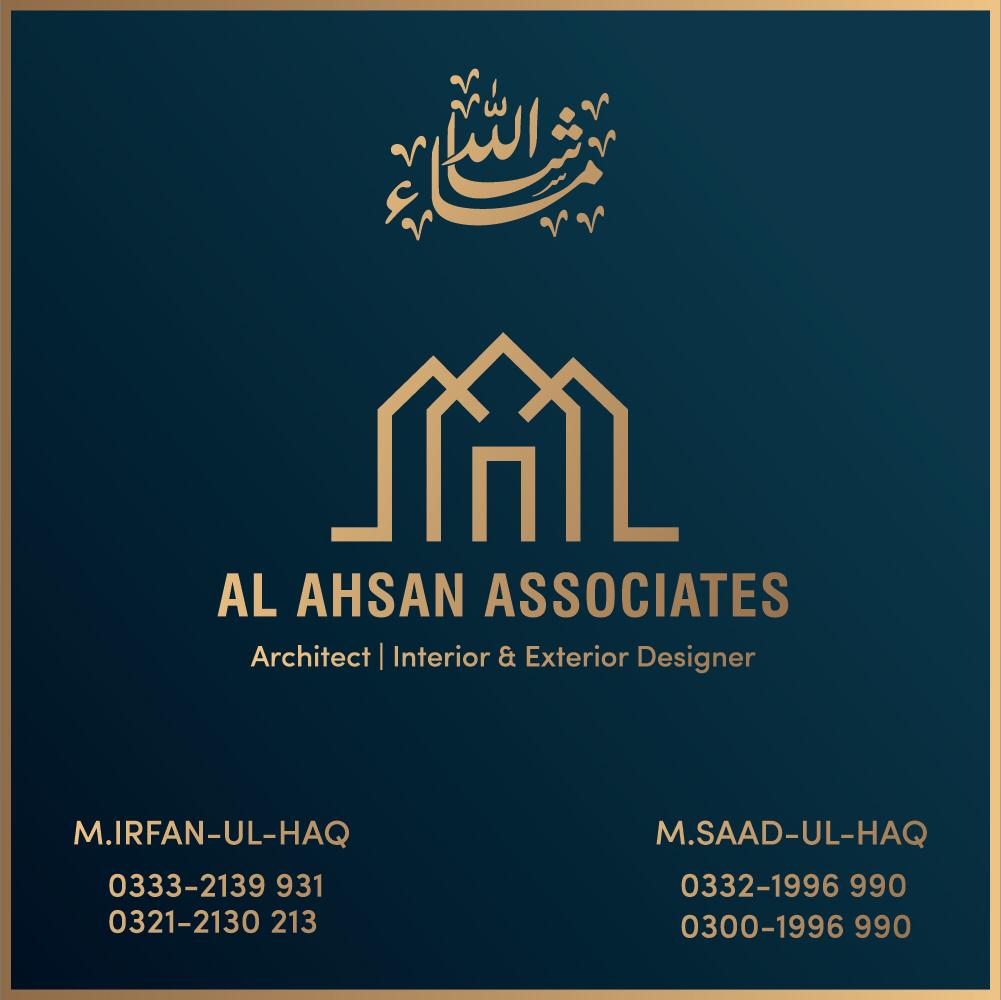 ماشاءالله
AL AHSAN ASSOCIATES
Architect | Interior & Exterior Designer
M.IRFAN-UL-HAQ
0333-2139 931
0321-2130 213
M.SAAD-UL-HAQ
0332-1996 990
0300-1996 990